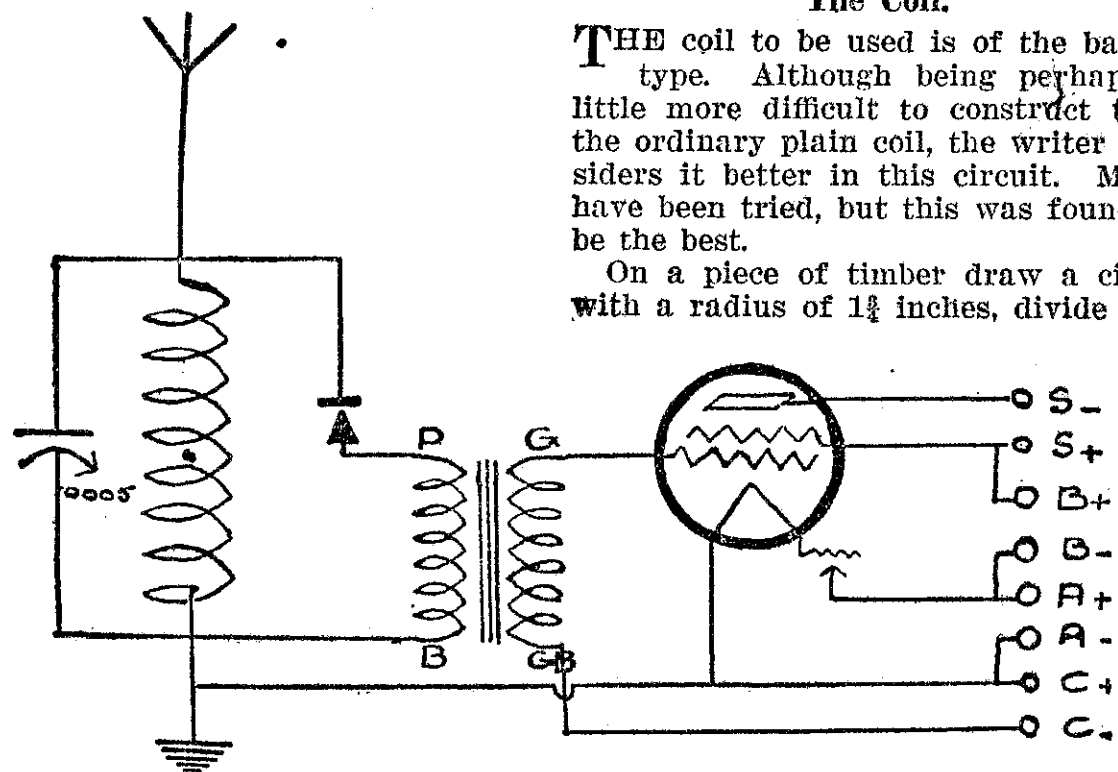 The Coil.
THE coil to be used is of the ba
type. Although being perhap
little more difficult to construct t
the ordinary plain coil, the writer
siders it better in this circuit. M
have been tried, but this was foun
be the best.
On a piece of timber draw a ci
with a radius of 1¾ inches, divide
S -
P G S +
.0005
B +
B -
A +
B GB A -
C +
C -